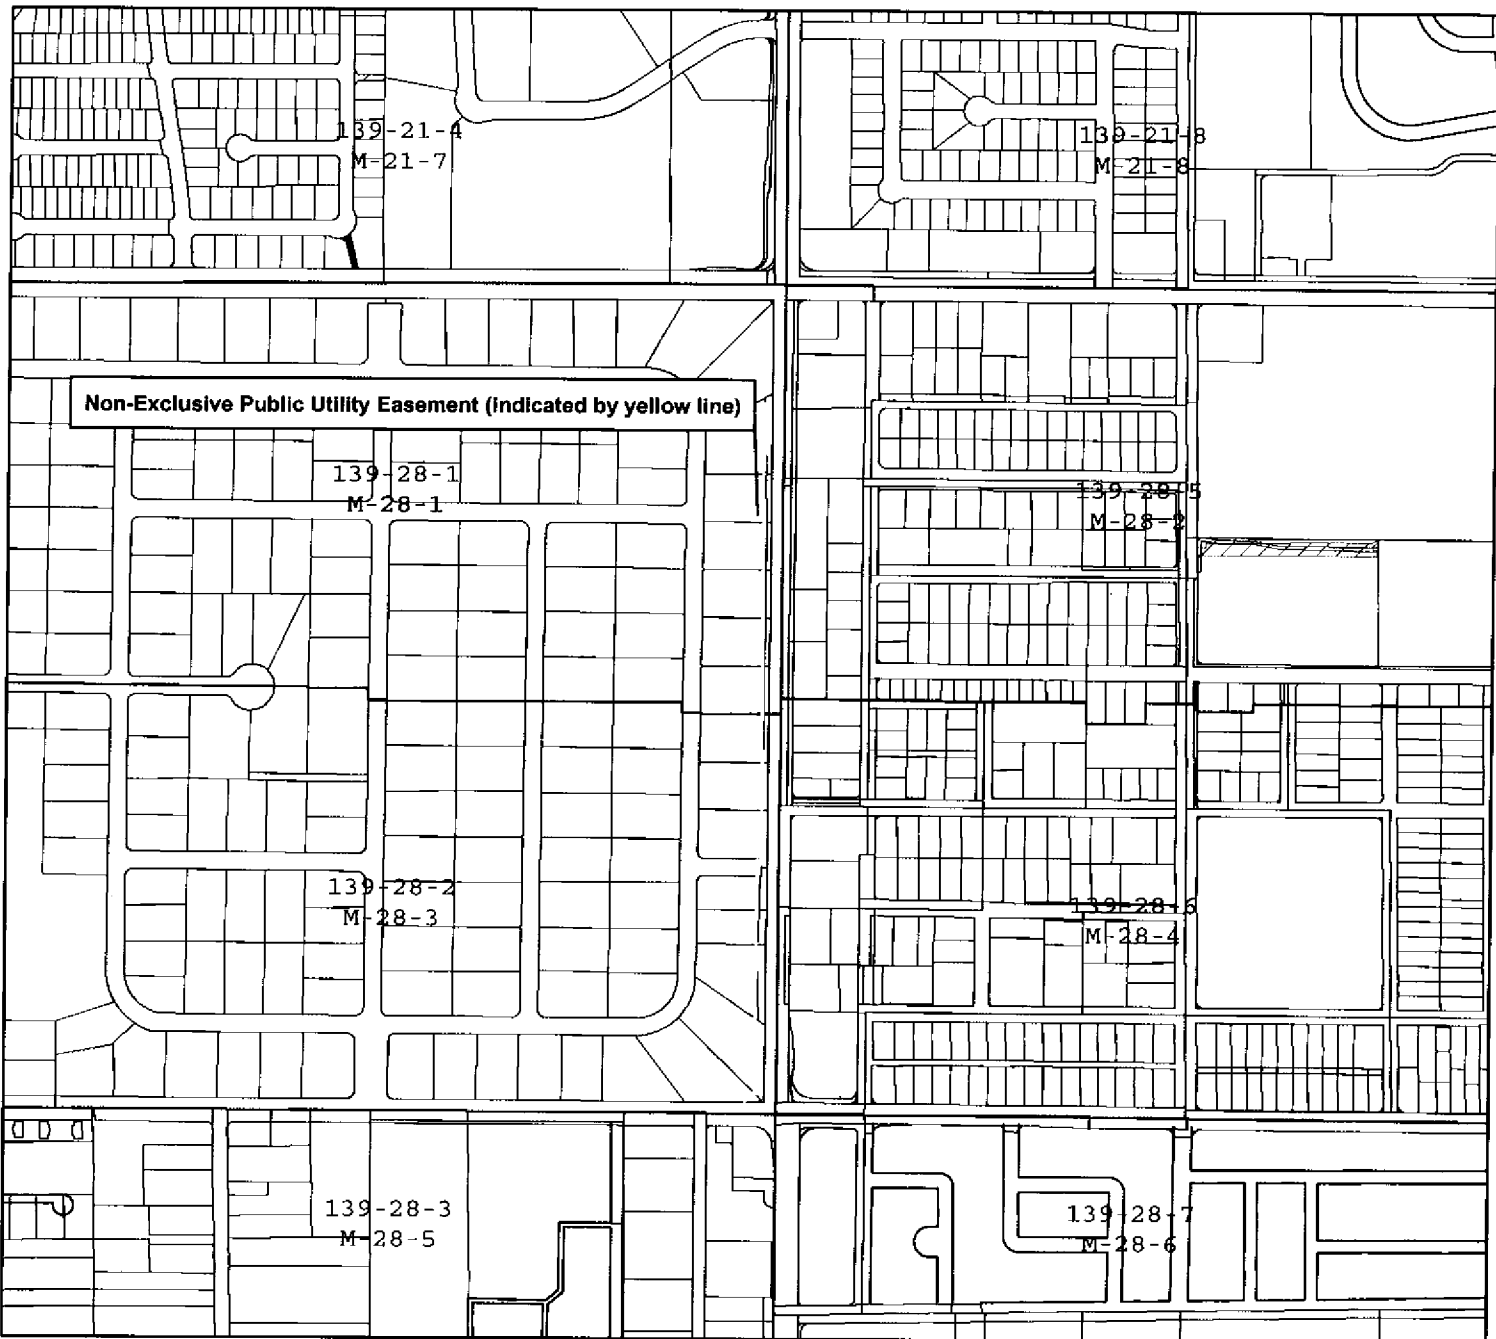 139-21-4
M-21-7
139-21-8
M-21-8
Non-Exclusive Public Utility Easement (indicated by yellow line)
139-28-1
M-28-1
139-28-5
M-28-2
139-28-2
M-28-3
139-28-6
M-28-4
139-28-3
M-28-5
139-28-7
M-28-6